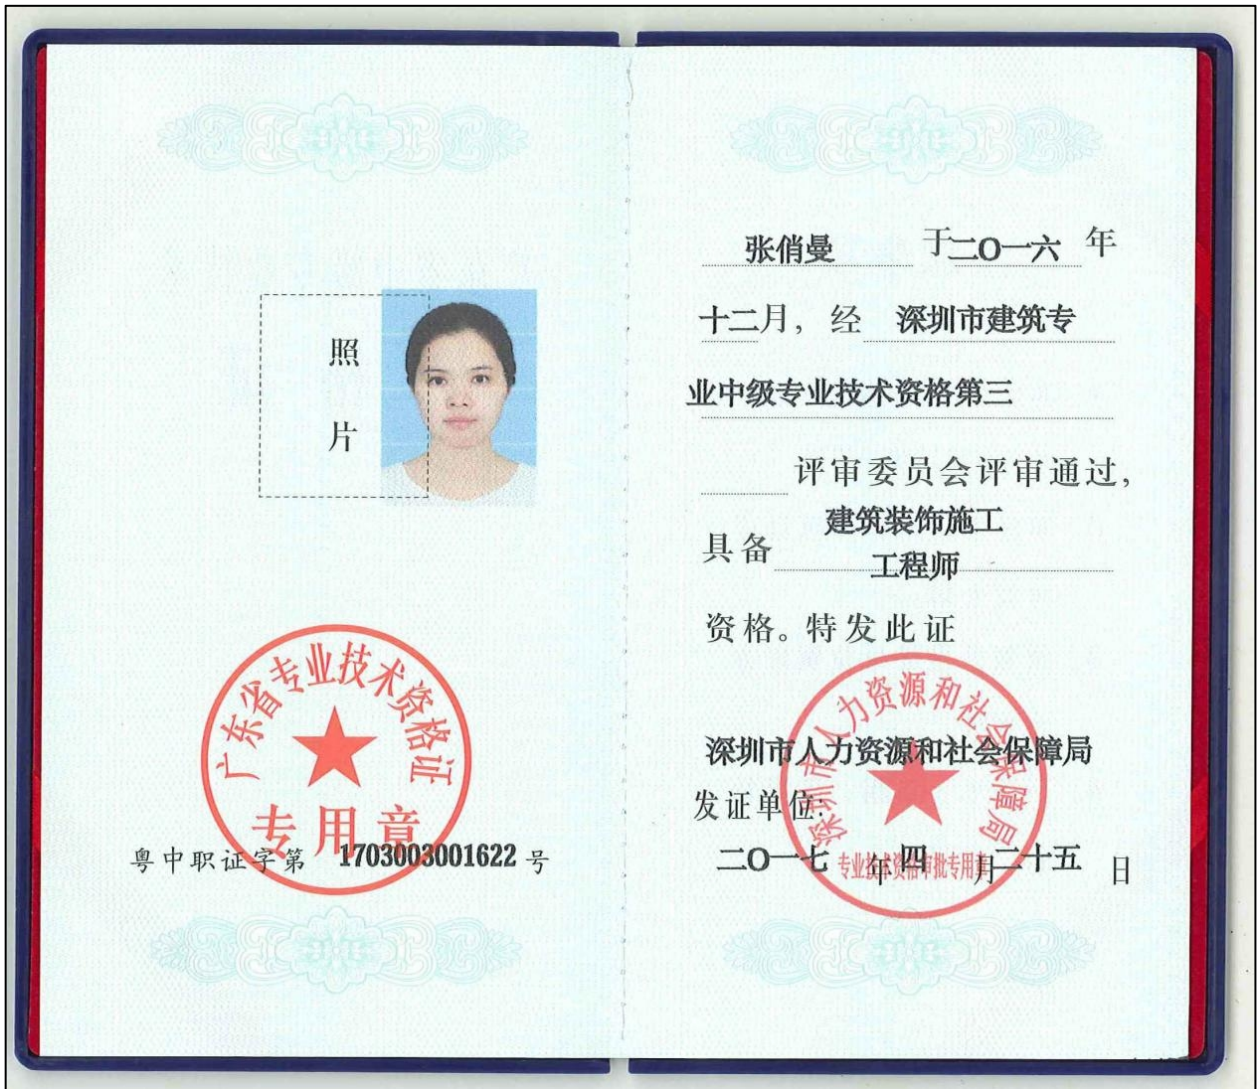 照
片
广东省专业技术资格证
专用章
粤中职证字第 1703003001622 号
张俏曼 于二〇一六 年
十二月，经 深圳市建筑专
业中级专业技术资格第三
评审委员会评审通过，
建筑装饰施工
具备 工程师
资格。特发此证
深圳市人力资源和社会保障局
深圳市人力资源和社会保障局
发证单位：
专业技术资格审批专用章
二〇一七 年 四 月二十五 日